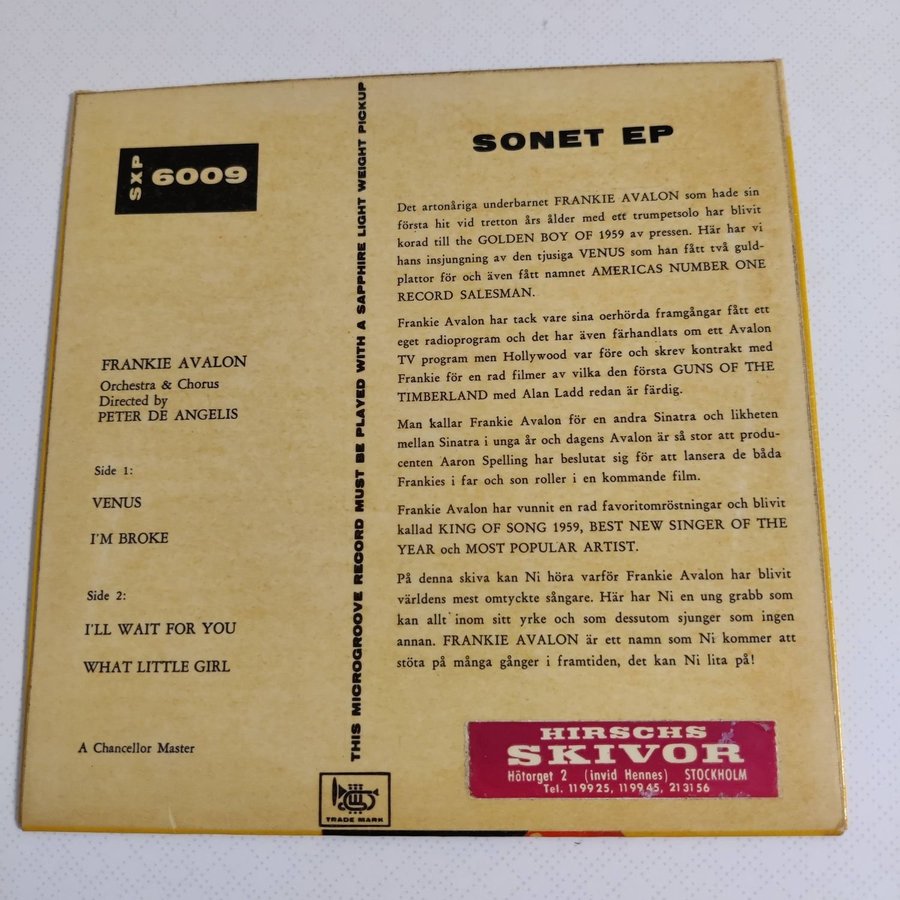 SXP 6009
FRANKIE AVALON
Orchestra & Chorus
Directed by
PETER DE ANGELIS
Side 1:
VENUS
I'M BROKE
Side 2:
I'LL WAIT FOR YOU
WHAT LITTLE GIRL
A Chancellor Master
THIS MICROGROOVE RECORD MUST BE PLAYED WITH A SAPPHIRE LIGHT WEIGHT PICKUP
TRADE MARK
SONET EP
Det artonåriga underbarnet FRANKIE AVALON som hade sin
första hit vid tretton års ålder med ett trumpetsolo har blivit
korad till the GOLDEN BOY OF 1959 av pressen. Här har vi
hans insjungning av den tjusiga VENUS som han fått två guld-
plattor för och även fått namnet AMERICAS NUMBER ONE
RECORD SALESMAN.
Frankie Avalon har tack vare sina oerhörda framgångar fått ett
eget radioprogram och det har även färhandlats om ett Avalon
TV program men Hollywood var före och skrev kontrakt med
Frankie för en rad filmer av vilka den första GUNS OF THE
TIMBERLAND med Alan Ladd redan är färdig.
Man kallar Frankie Avalon för en andra Sinatra och likheten
mellan Sinatra i unga år och dagens Avalon är så stor att produ-
centen Aaron Spelling har beslutat sig för att lansera de båda
Frankies i far och son roller i en kommande film.
Frankie Avalon har vunnit en rad favoritomröstningar och blivit
kallad KING OF SONG 1959, BEST NEW SINGER OF THE
YEAR och MOST POPULAR ARTIST.
På denna skiva kan Ni höra varför Frankie Avalon har blivit
världens mest omtyckte sångare. Här har Ni en ung grabb som
kan allt inom sitt yrke och som dessutom sjunger som ingen
annan. FRANKIE AVALON är ett namn som Ni kommer att
stöta på många gånger i framtiden, det kan Ni lita på!
HIRSCHS
SKIVOR
Hötorget 2 (invid Hennes) STOCKHOLM
Tel. 119925, 119945, 213156